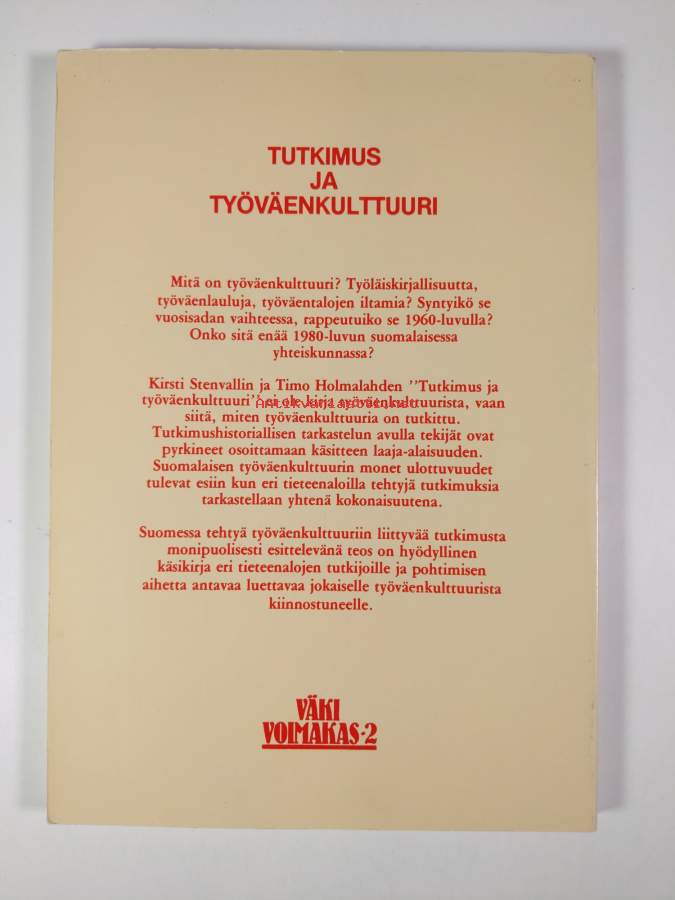 TUTKIMUS
JA
TYÖVÄENKULTTUURI
Mitä on työväenkulttuuri? Työläiskirjallisuutta,
työväenlauluja, työväentalojen iltamia? Syntyikö se
vuosisadan vaihteessa, rappeutuiko se 1960-luvulla?
Onko sitä enää 1980-luvun suomalaisessa
yhteiskunnassa?
Kirsti Stenvallin ja Timo Holmalahden "Tutkimus ja
työväenkulttuuri" ei ole kirja työväenkulttuurista, vaan
siitä, miten työväenkulttuuria on tutkittu.
Tutkimushistoriallisen tarkastelun avulla tekijät ovat
pyrkineet osoittamaan käsitteen laaja-alaisuuden.
Suomalaisen työväenkulttuurin monet ulottuvuudet
tulevat esiin kun eri tieteenaloilla tehtyjä tutkimuksia
tarkastellaan yhtenä kokonaisuutena.
Suomessa tehtyä työväenkulttuuriin liittyvää tutkimusta
monipuolisesti esittelevänä teos on hyödyllinen
käsikirja eri tieteenalojen tutkijoille ja pohtimisen
aihetta antavaa luettavaa jokaiselle työväenkulttuurista
kiinnostuneelle.
VÄKI
VOIMAKAS-2